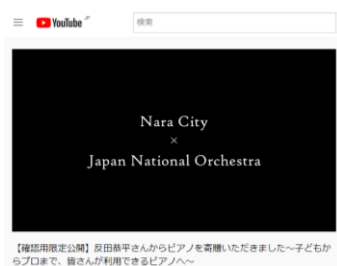 YouTube JP
検索
Nara City
×
Japan National Orchestra
【確認用限定公開】反田恭平さんからピアノを寄贈いただきました～子どもか
らプロまで、皆さんが利用できるピアノへ～